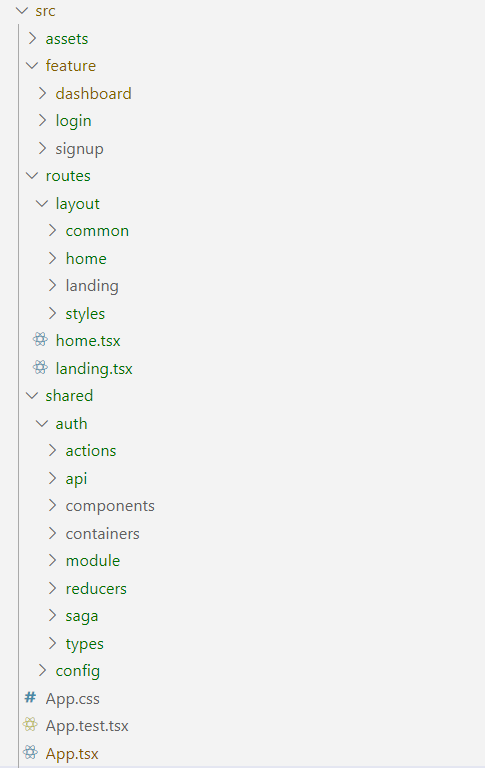 src
assets
feature
dashboard
login
signup
routes
layout
common
home
landing
styles
home.tsx
landing.tsx
shared
auth
actions
api
components
containers
module
reducers
saga
types
config
# App.css
App.test.tsx
App.tsx